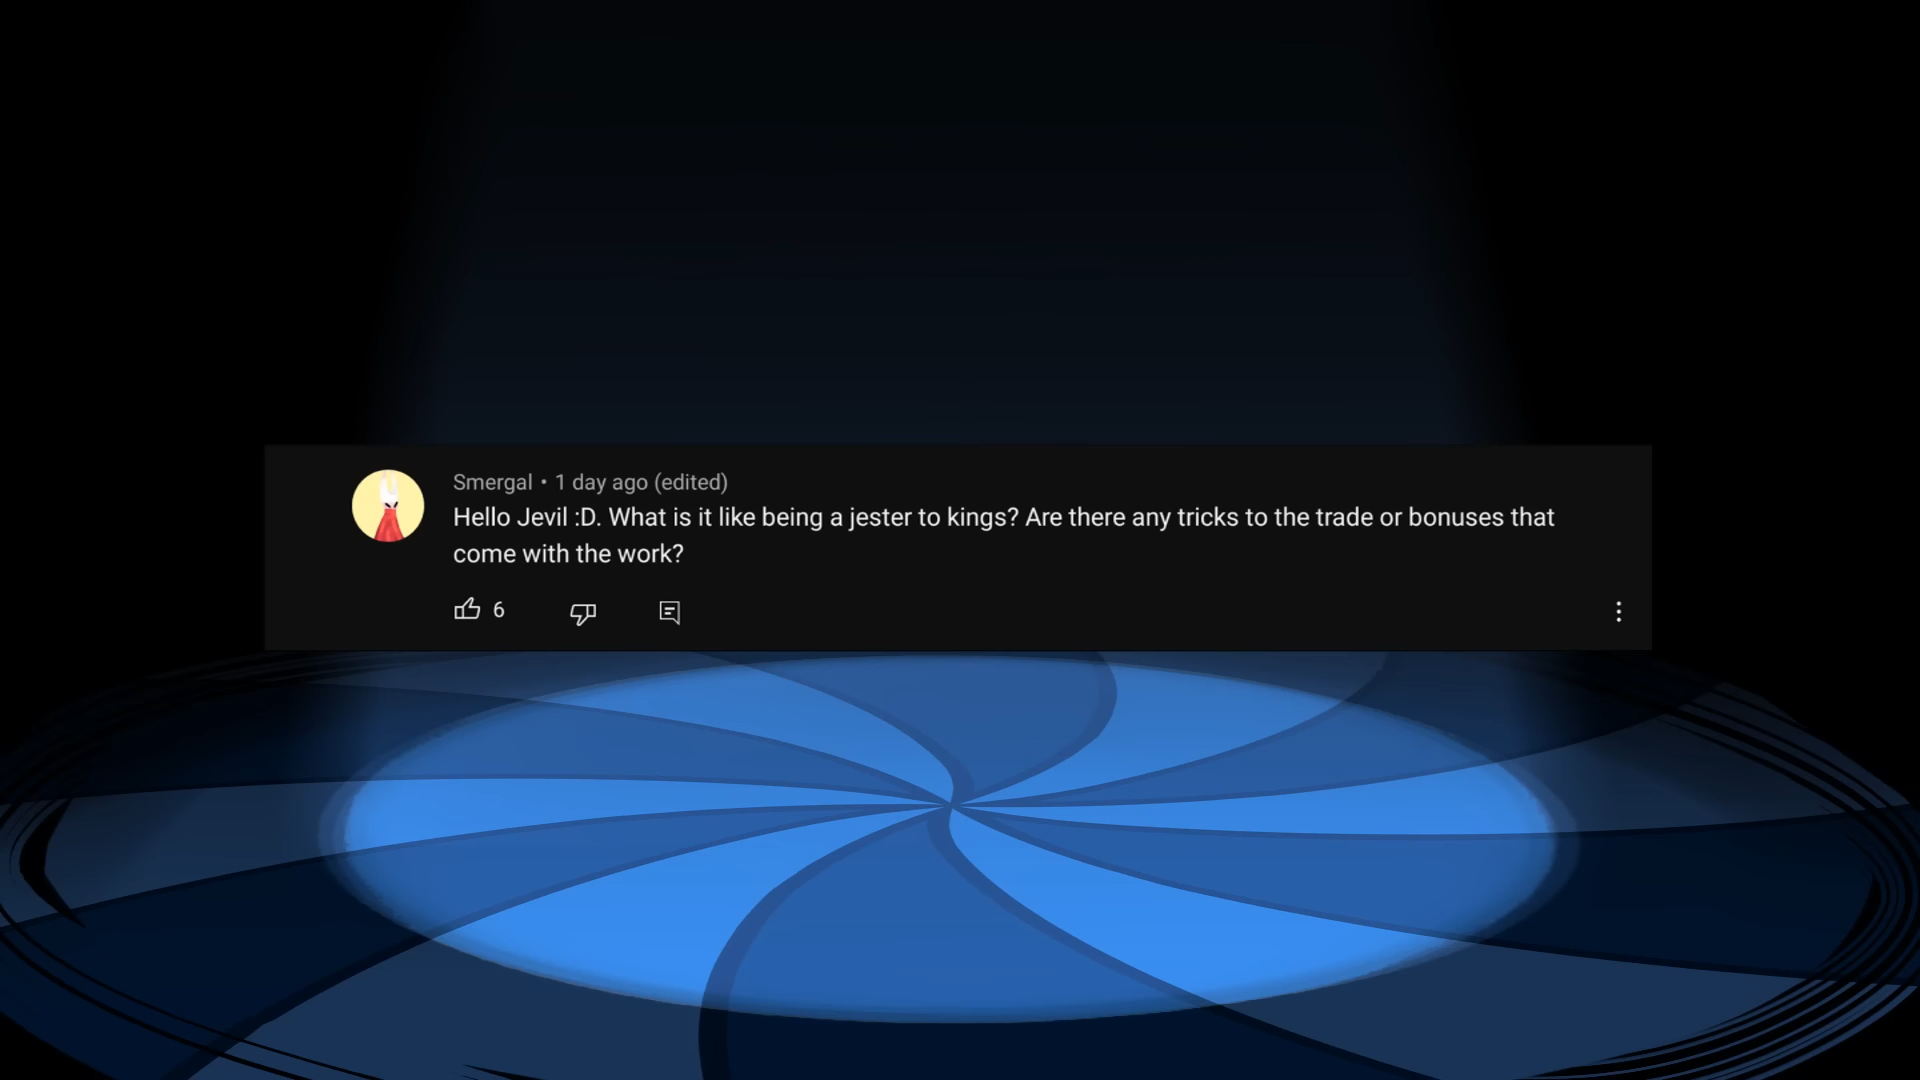 Smergal • 1 day ago (edited)
Hello Jevil :D. What is it like being a jester to kings? Are there any tricks to the trade or bonuses that
come with the work?
6